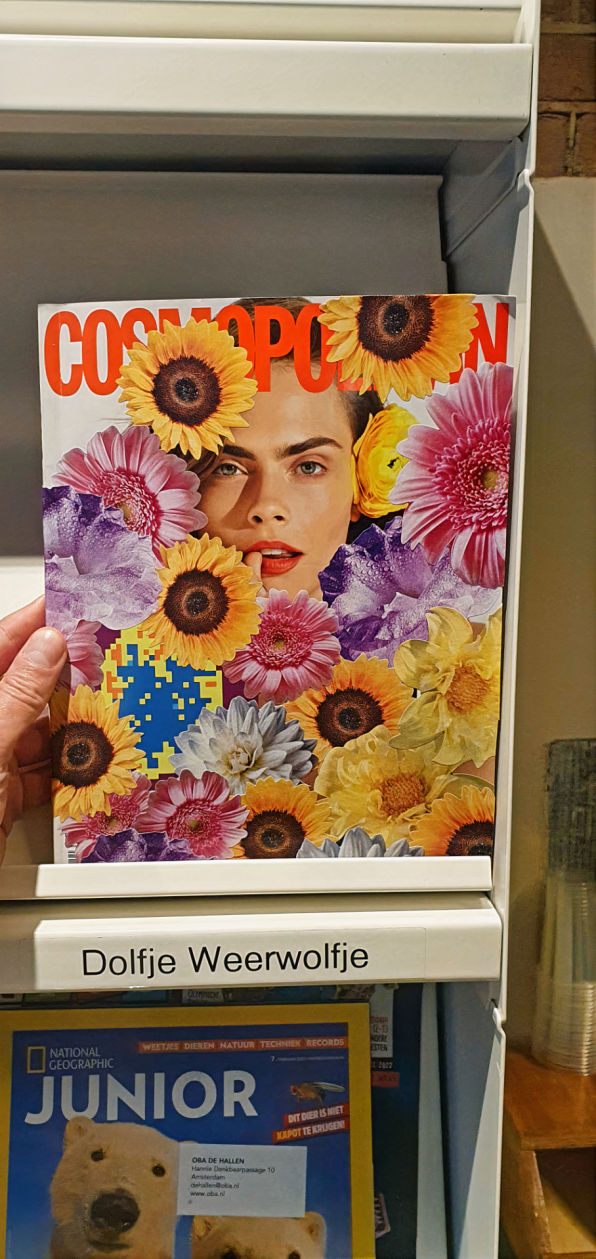 COSMOPOLITAN
Dolfje Weerwolfje
NATIONAL
GEOGRAPHIC
WEETJES DIEREN NATUUR TECHNIEK RECORDS
JUNIOR
DIT DIER IS NIET
KAPOT TE KRIJGEN!
OBA DE HALLEN
Hannie Dankbaarpassage 10
Amsterdam
dehallen@oba.nl
www.oba.nl
2022